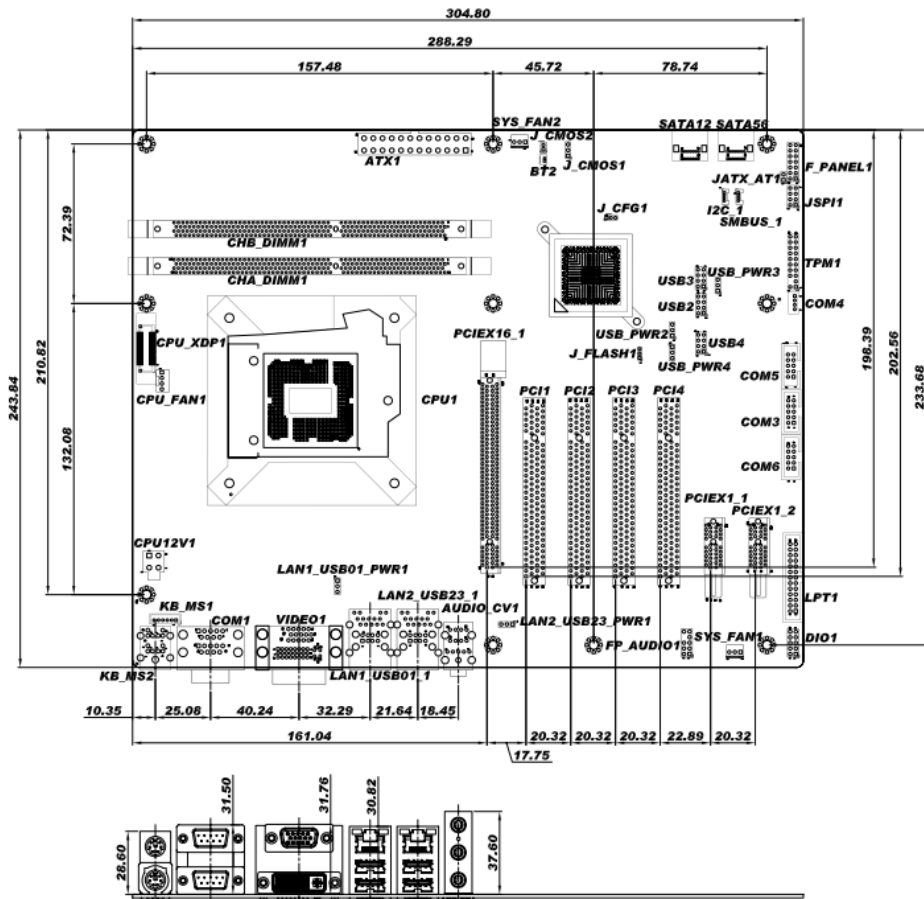 304.80
288.29
157.48 45.72 78.74
SYS_FAN2
J_CMOS2
SATA12 SATA56
ATX1
BT2
J_CMOS1
F_PANEL1
JATX_AT1
JSPI1
I2C_1
SMBUS_1
J_CFG1
72.39
CHB_DIMM1
CHA_DIMM1
TPM1
USB3
USB_PWR3
USB2
COM4
PCIEX16_1
USB_PWR2
USB4
CPU_XDP1
J_FLASH1
USB_PWR4
COM5
CPU_FAN1
CPU1
PCI1 PCI2 PCI3 PCI4
COM3
COM6
243.84
210.82
132.08
198.39
202.56
233.68
PCIEX1_1
PCIEX1_2
CPU12V1
LAN1_USB01_PWR1
LAN2_USB23_1
LPT1
KB_MS1
COM1
VIDEO1
AUDIO_CV1
LAN2_USB23_PWR1
FP_AUDIO1
SYS_FAN1
DIO1
KB_MS2
LAN1_USB01_1
10.35 25.08 40.24 32.29 21.64 18.45
161.04
20.32 20.32 20.32 22.89 20.32
17.75
28.60
31.50
31.76
30.82
37.60